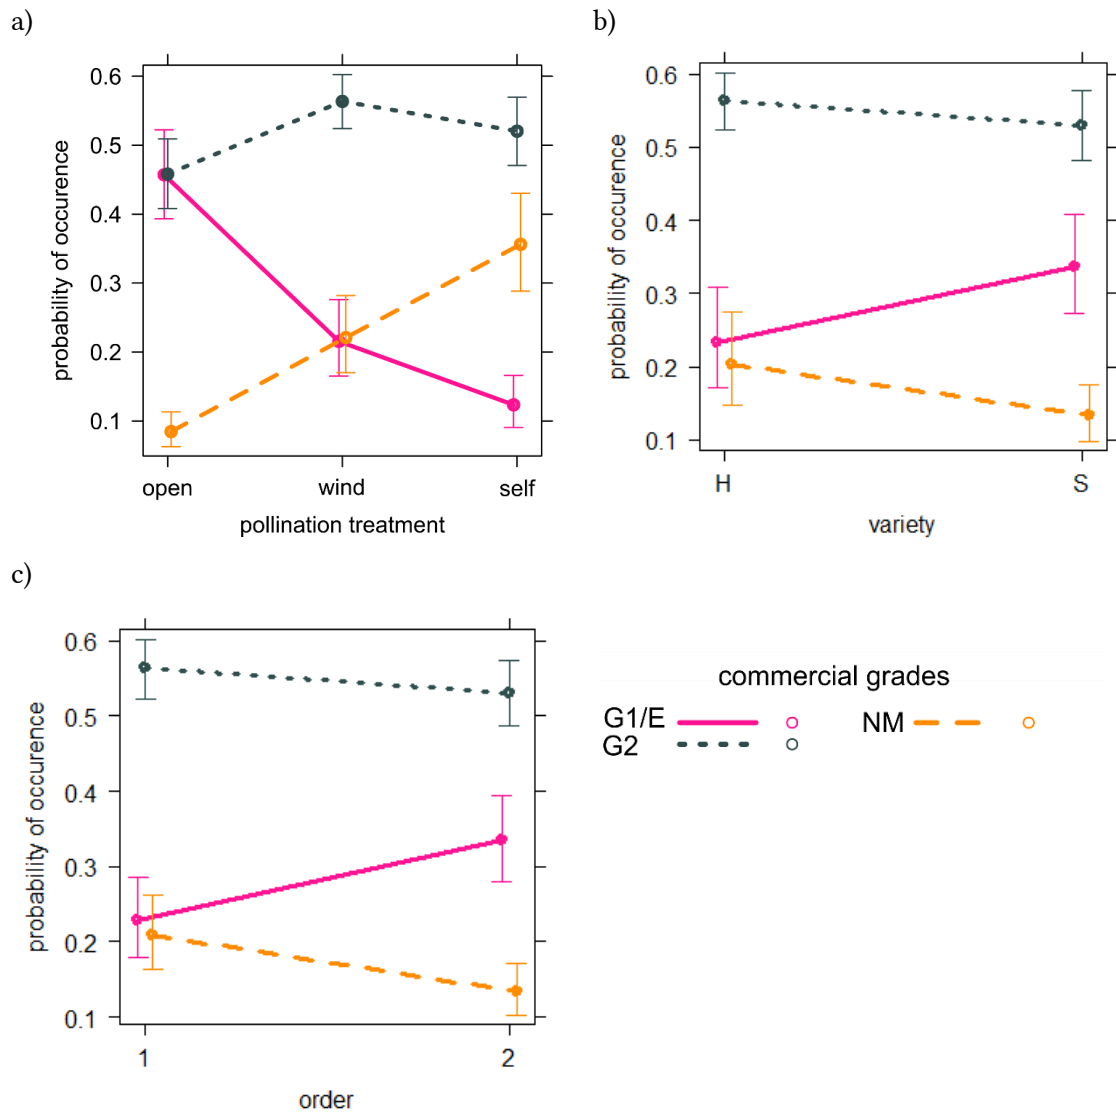 a)
0.6
0.5
0.4
0.3
0.2
0.1
probability of occurence
open wind self
pollination treatment
b)
0.6
0.5
0.4
0.3
0.2
0.1
probability of occurence
H S
variety
c)
0.6
0.5
0.4
0.3
0.2
0.1
probability of occurence
1 2
order
commercial grades
G1/E NM
G2